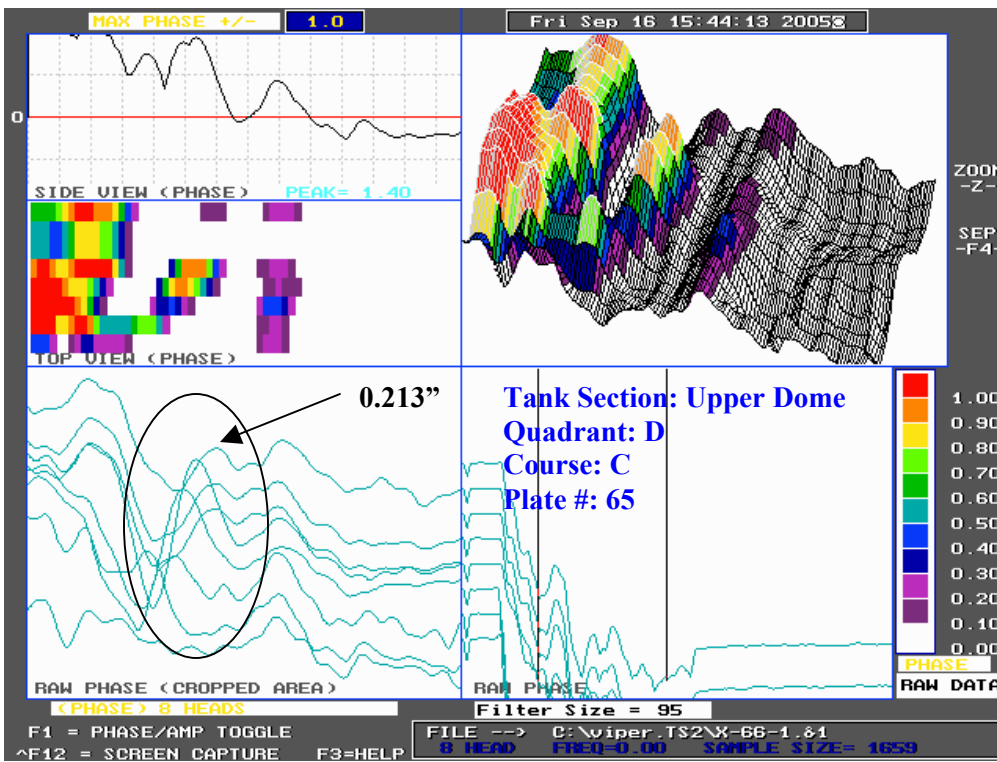 MAX PHASE +/- 1.0
Fri Sep 16 15:44:13 2005
0
SIDE VIEW (PHASE) PEAK= 1.40
TOP VIEW (PHASE)
ZOOM
-Z-
SEP
-F4-
0.213”
Tank Section: Upper Dome
Quadrant: D
Course: C
Plate #: 65
1.00
0.90
0.80
0.70
0.60
0.50
0.40
0.30
0.20
0.10
0.00
PHASE
RAW DATA
RAW PHASE (CROPPED AREA)
RAW PHASE
(PHASE) 8 HEADS
Filter Size = 95
F1 = PHASE/AMP TOGGLE
^F12 = SCREEN CAPTURE F3=HELP
FILE --> C:\viper.TS2\X-66-1.&1
8 HEAD FREQ=0.00 SAMPLE SIZE= 1659